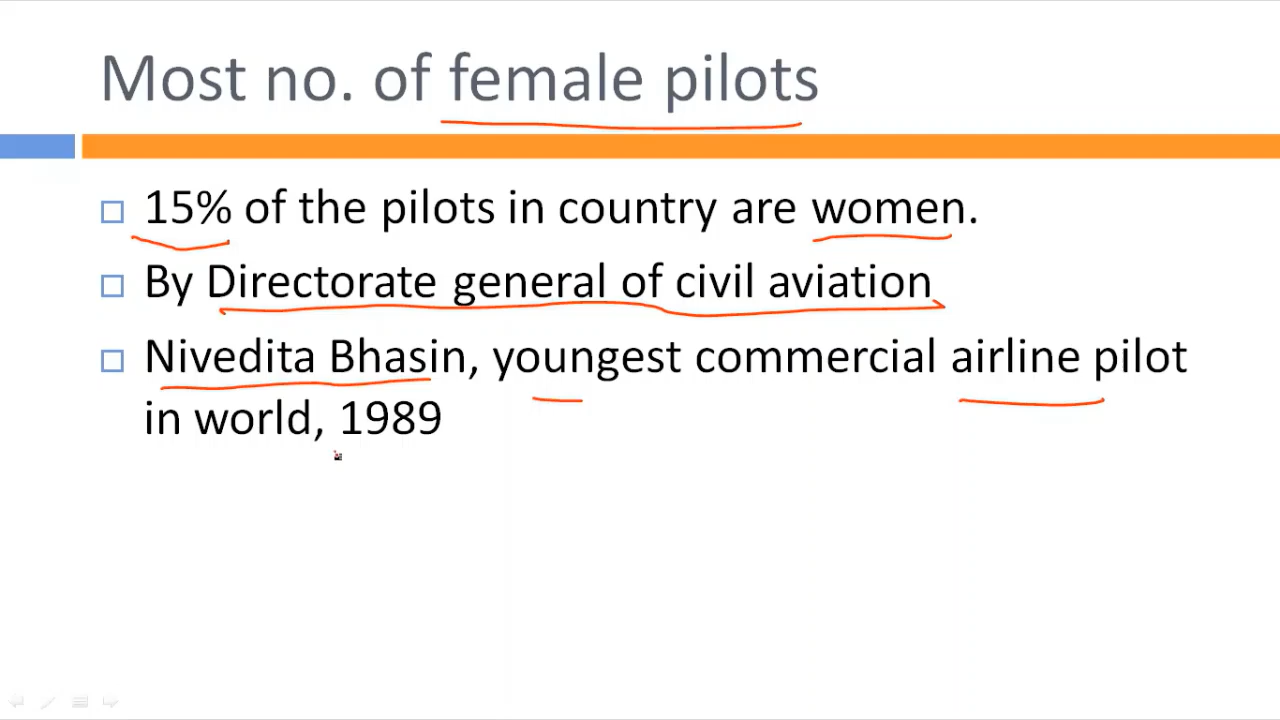 Most no. of female pilots
15% of the pilots in country are women.
By Directorate general of civil aviation
Nivedita Bhasin, youngest commercial airline pilot
in world, 1989